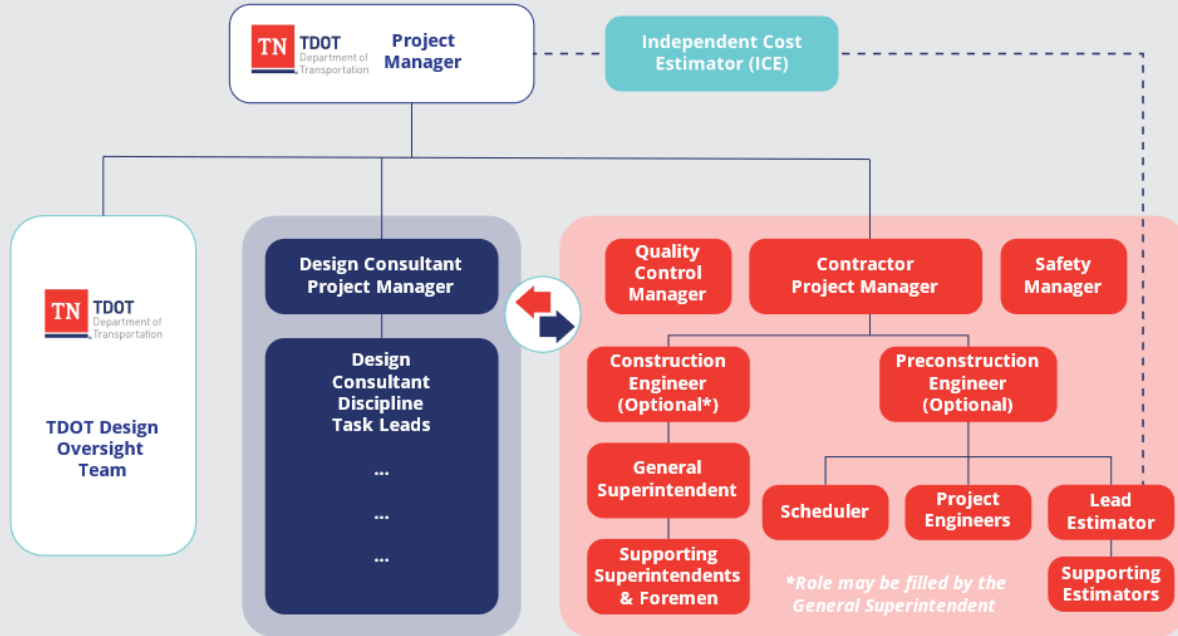 TN TDOT
Department of
Transportation
Project
Manager
Independent Cost
Estimator (ICE)
TN TDOT
Department of
Transportation
TDOT Design
Oversight
Team
Design Consultant
Project Manager
Design
Consultant
Discipline
Task Leads
...
...
...
Quality
Control
Manager
Contractor
Project Manager
Safety
Manager
Construction
Engineer
(Optional*)
Preconstruction
Engineer
(Optional)
General
Superintendent
Scheduler
Project
Engineers
Lead
Estimator
Supporting
Superintendents
& Foremen
*Role may be filled by the
General Superintendent
Supporting
Estimators